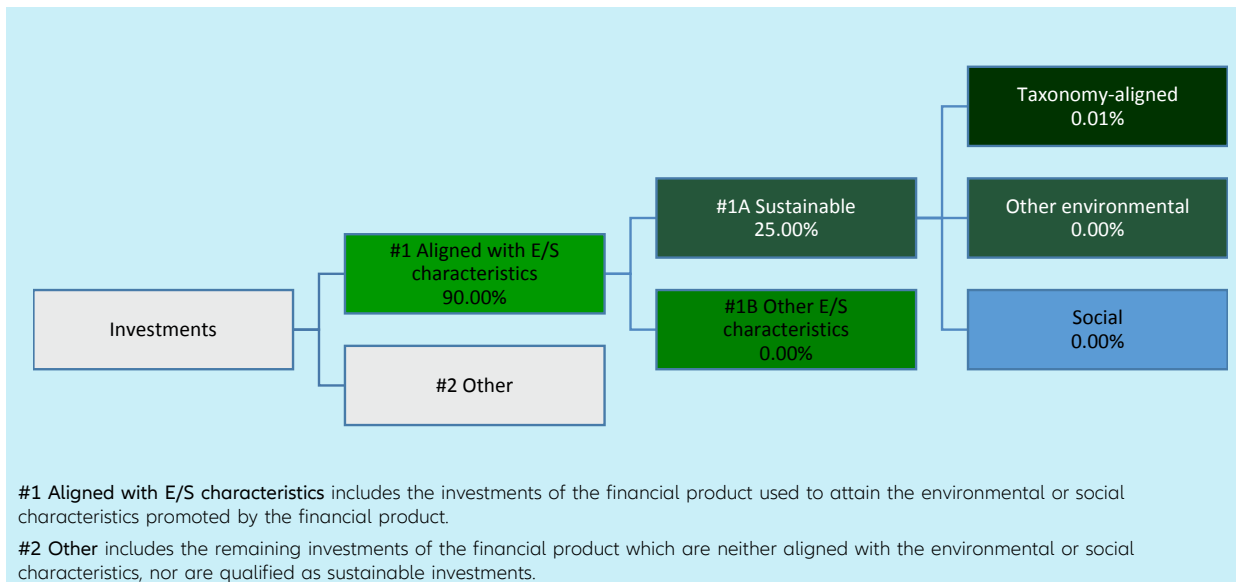 Investments
#1 Aligned with E/S
characteristics
90.00%
#2 Other
#1A Sustainable
25.00%
#1B Other E/S
characteristics
0.00%
Taxonomy-aligned
0.01%
Other environmental
0.00%
Social
0.00%
#1 Aligned with E/S characteristics includes the investments of the financial product used to attain the environmental or social
characteristics promoted by the financial product.
#2 Other includes the remaining investments of the financial product which are neither aligned with the environmental or social
characteristics, nor are qualified as sustainable investments.